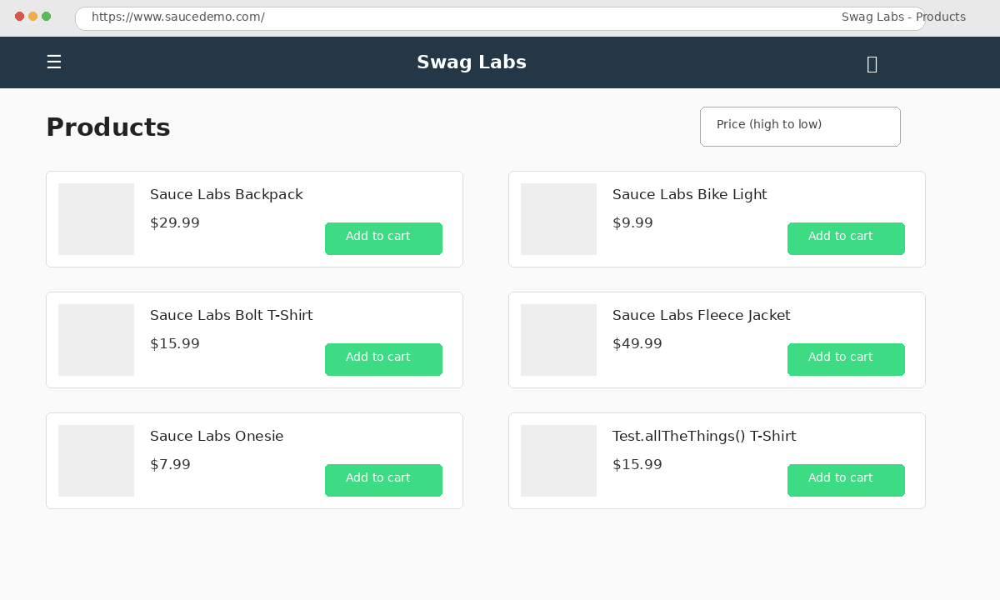 https://www.saucedemo.com/
Swag Labs - Products
☰
Swag Labs
Products
Price (high to low)
Sauce Labs Backpack
$29.99
Add to cart
Sauce Labs Bike Light
$9.99
Add to cart
Sauce Labs Bolt T-Shirt
$15.99
Add to cart
Sauce Labs Fleece Jacket
$49.99
Add to cart
Sauce Labs Onesie
$7.99
Add to cart
Test.allTheThings() T-Shirt
$15.99
Add to cart